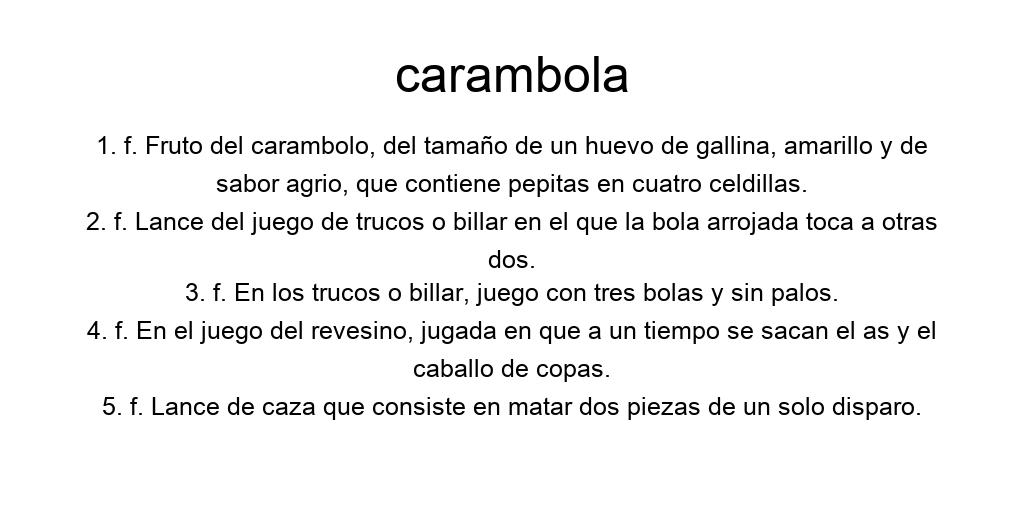 carambola
1. f. Fruto del carambolo, del tamaño de un huevo de gallina, amarillo y de
sabor agrio, que contiene pepitas en cuatro celdillas.
2. f. Lance del juego de trucos o billar en el que la bola arrojada toca a otras
dos.
3. f. En los trucos o billar, juego con tres bolas y sin palos.
4. f. En el juego del revesino, jugada en que a un tiempo se sacan el as y el
caballo de copas.
5. f. Lance de caza que consiste en matar dos piezas de un solo disparo.